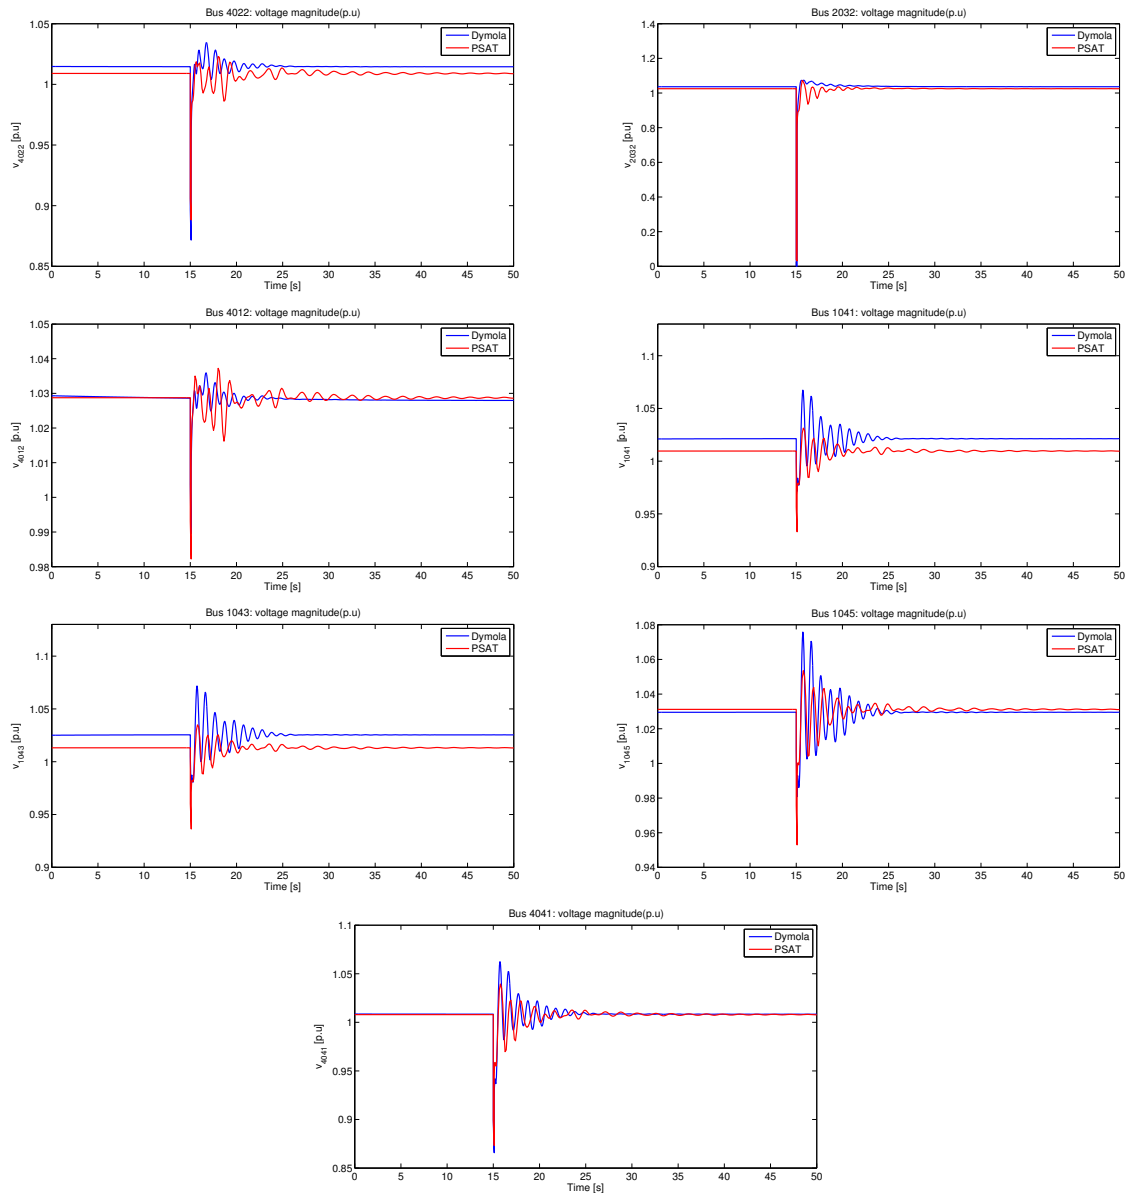 Bus 4022: voltage magnitude(p.u)
1.05
1
0.95
0.9
0.85
v4022 [p.u]
Dymola
PSAT
0 5 10 15 20 25 30 35 40 45 50
Time [s]
Bus 2032: voltage magnitude(p.u)
1.4
1.2
1
0.8
0.6
0.4
0.2
0
v2032 [p.u]
Dymola
PSAT
0 5 10 15 20 25 30 35 40 45 50
Time [s]
Bus 4012: voltage magnitude(p.u)
1.05
1.04
1.03
1.02
1.01
1
0.99
0.98
v4012 [p.u]
Dymola
PSAT
0 5 10 15 20 25 30 35 40 45 50
Time [s]
Bus 1041: voltage magnitude(p.u)
1.1
1.05
1
0.95
0.9
v1041 [p.u]
Dymola
PSAT
0 5 10 15 20 25 30 35 40 45 50
Time [s]
Bus 1043: voltage magnitude(p.u)
1.1
1.05
1
0.95
0.9
v1043 [p.u]
Dymola
PSAT
0 5 10 15 20 25 30 35 40 45 50
Time [s]
Bus 1045: voltage magnitude(p.u)
1.08
1.06
1.04
1.02
1
0.98
0.96
0.94
v1045 [p.u]
Dymola
PSAT
0 5 10 15 20 25 30 35 40 45 50
Time [s]
Bus 4041: voltage magnitude(p.u)
1.1
1.05
1
0.95
0.9
0.85
v4041 [p.u]
Dymola
PSAT
0 5 10 15 20 25 30 35 40 45 50
Time [s]